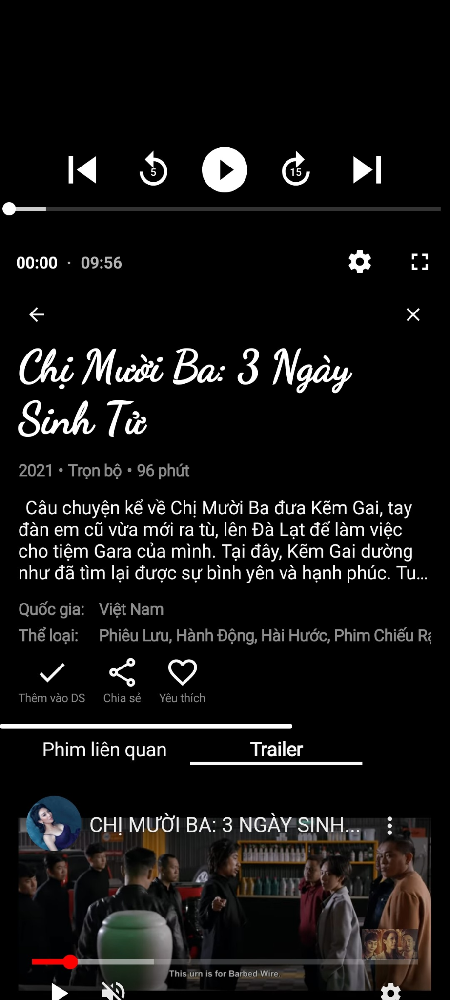 5
15
00:00 · 09:56
Chị Mười Ba: 3 Ngày
Sinh Tử
2021 • Trọn bộ • 96 phút
Câu chuyện kể về Chị Mười Ba đưa Kẽm Gai, tay
đàn em cũ vừa mới ra tù, lên Đà Lạt để làm việc
cho tiệm Gara của mình. Tại đây, Kẽm Gai dường
như đã tìm lại được sự bình yên và hạnh phúc. Tu...
Quốc gia: Việt Nam
Thể loại: Phiêu Lưu, Hành Động, Hài Hước, Phim Chiếu Rạ
Thêm vào DS Chia sẻ Yêu thích
Phim liên quan Trailer
CHỊ MƯỜI BA: 3 NGÀY SINH...
This urn is for Barbed Wire.